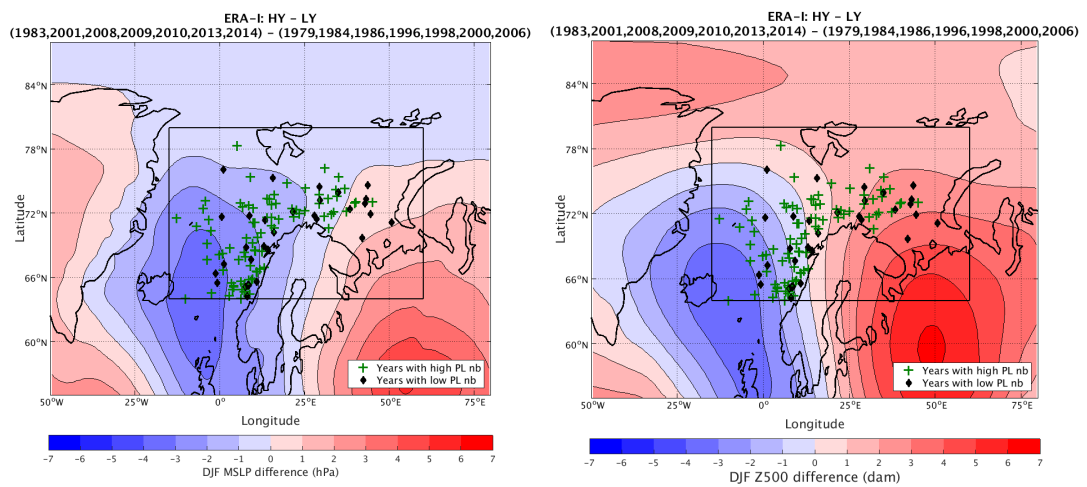 ERA-I: HY – LY
(1983,2001,2008,2009,2010,2013,2014) – (1979,1984,1986,1996,1998,2000,2006)
84°N
78°N
72°N
66°N
60°N
Latitude
50°W
25°W
0°
25°E
50°E
75°E
Longitude
Years with high PL nb
Years with low PL nb
−7 −6 −5 −4 −3 −2 −1 0 1 2 3 4 5 6 7
DJF MSLP difference (hPa)
ERA-I: HY – LY
(1983,2001,2008,2009,2010,2013,2014) – (1979,1984,1986,1996,1998,2000,2006)
84°N
78°N
72°N
66°N
60°N
Latitude
50°W
25°W
0°
25°E
50°E
75°E
Longitude
Years with high PL nb
Years with low PL nb
−7 −6 −5 −4 −3 −2 −1 0 1 2 3 4 5 6 7
DJF Z500 difference (dam)